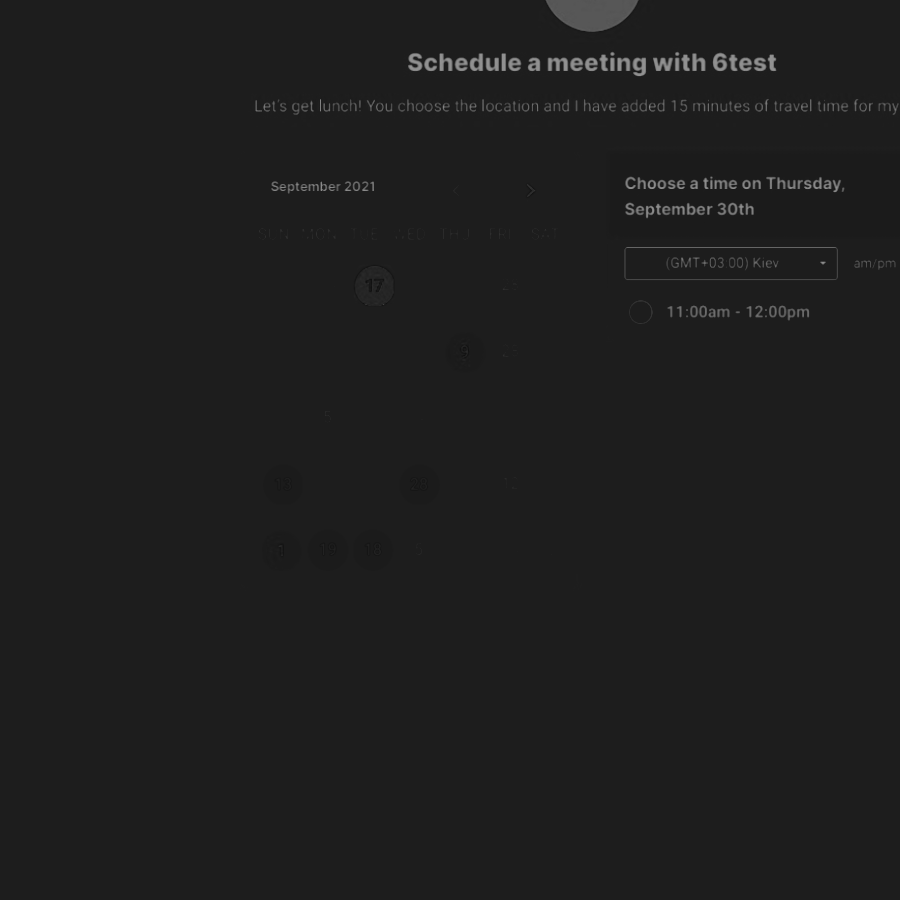 Schedule a meeting with 6test
Let's get lunch! You choose the location and I have added 15 minutes of travel time for my
September 2021
SUN MON TUE WED THU FRI SAT
17
Choose a time on Thursday,
September 30th
(GMT+03:00) Kiev
am/pm
11:00am - 12:00pm